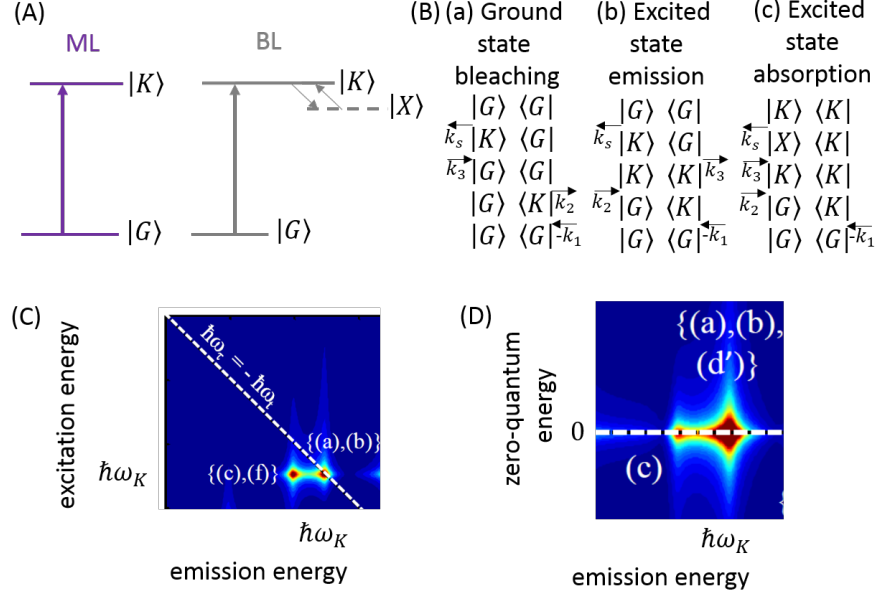 (A)
ML
BL
|K⟩
|K⟩
|X⟩
|G⟩
|G⟩
(B) (a) Ground state bleaching
|G⟩ ⟨G|
k_s |K⟩ ⟨G|
k_3 |G⟩ ⟨G|
|G⟩ ⟨K| k_2
|G⟩ ⟨G| -k_1
(b) Excited state emission
|G⟩ ⟨G|
k_s |K⟩ ⟨G|
|K⟩ ⟨K| k_3
k_2 |G⟩ ⟨K|
|G⟩ ⟨G| -k_1
(c) Excited state absorption
|K⟩ ⟨K|
k_s |X⟩ ⟨K|
k_3 |K⟩ ⟨K|
k_2 |G⟩ ⟨K|
|G⟩ ⟨G| -k_1
(C)
excitation energy
ℏω_K
ℏω_τ = - ℏω_t
{(a),(b)}
{(c),(f)}
ℏω_K
emission energy
(D)
zero-quantum energy
0
{(a),(b),
(d′)}
(c)
ℏω_K
emission energy